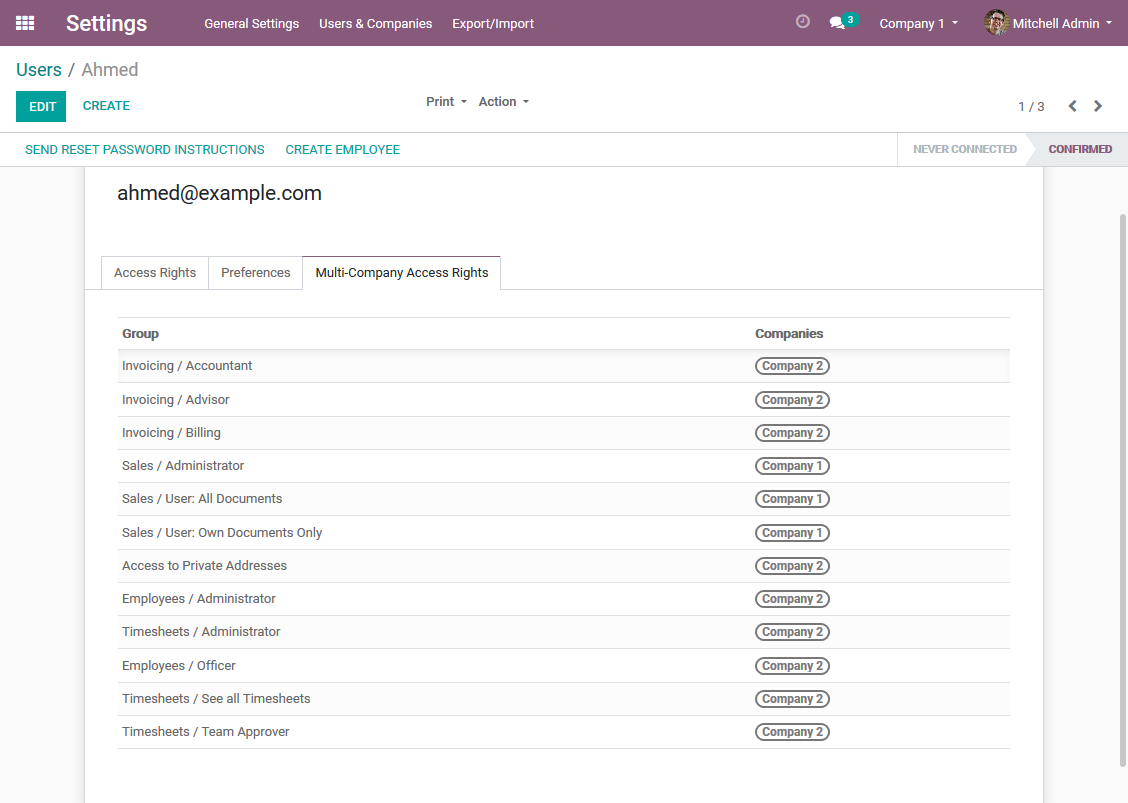 Settings General Settings Users & Companies Export/Import 3 Company 1 Mitchell Admin
Users / Ahmed
EDIT CREATE Print Action 1 / 3
SEND RESET PASSWORD INSTRUCTIONS CREATE EMPLOYEE NEVER CONNECTED CONFIRMED
ahmed@example.com
Access Rights Preferences Multi-Company Access Rights
Group Companies
Invoicing / Accountant Company 2
Invoicing / Advisor Company 2
Invoicing / Billing Company 2
Sales / Administrator Company 1
Sales / User: All Documents Company 1
Sales / User: Own Documents Only Company 1
Access to Private Addresses Company 2
Employees / Administrator Company 2
Timesheets / Administrator Company 2
Employees / Officer Company 2
Timesheets / See all Timesheets Company 2
Timesheets / Team Approver Company 2